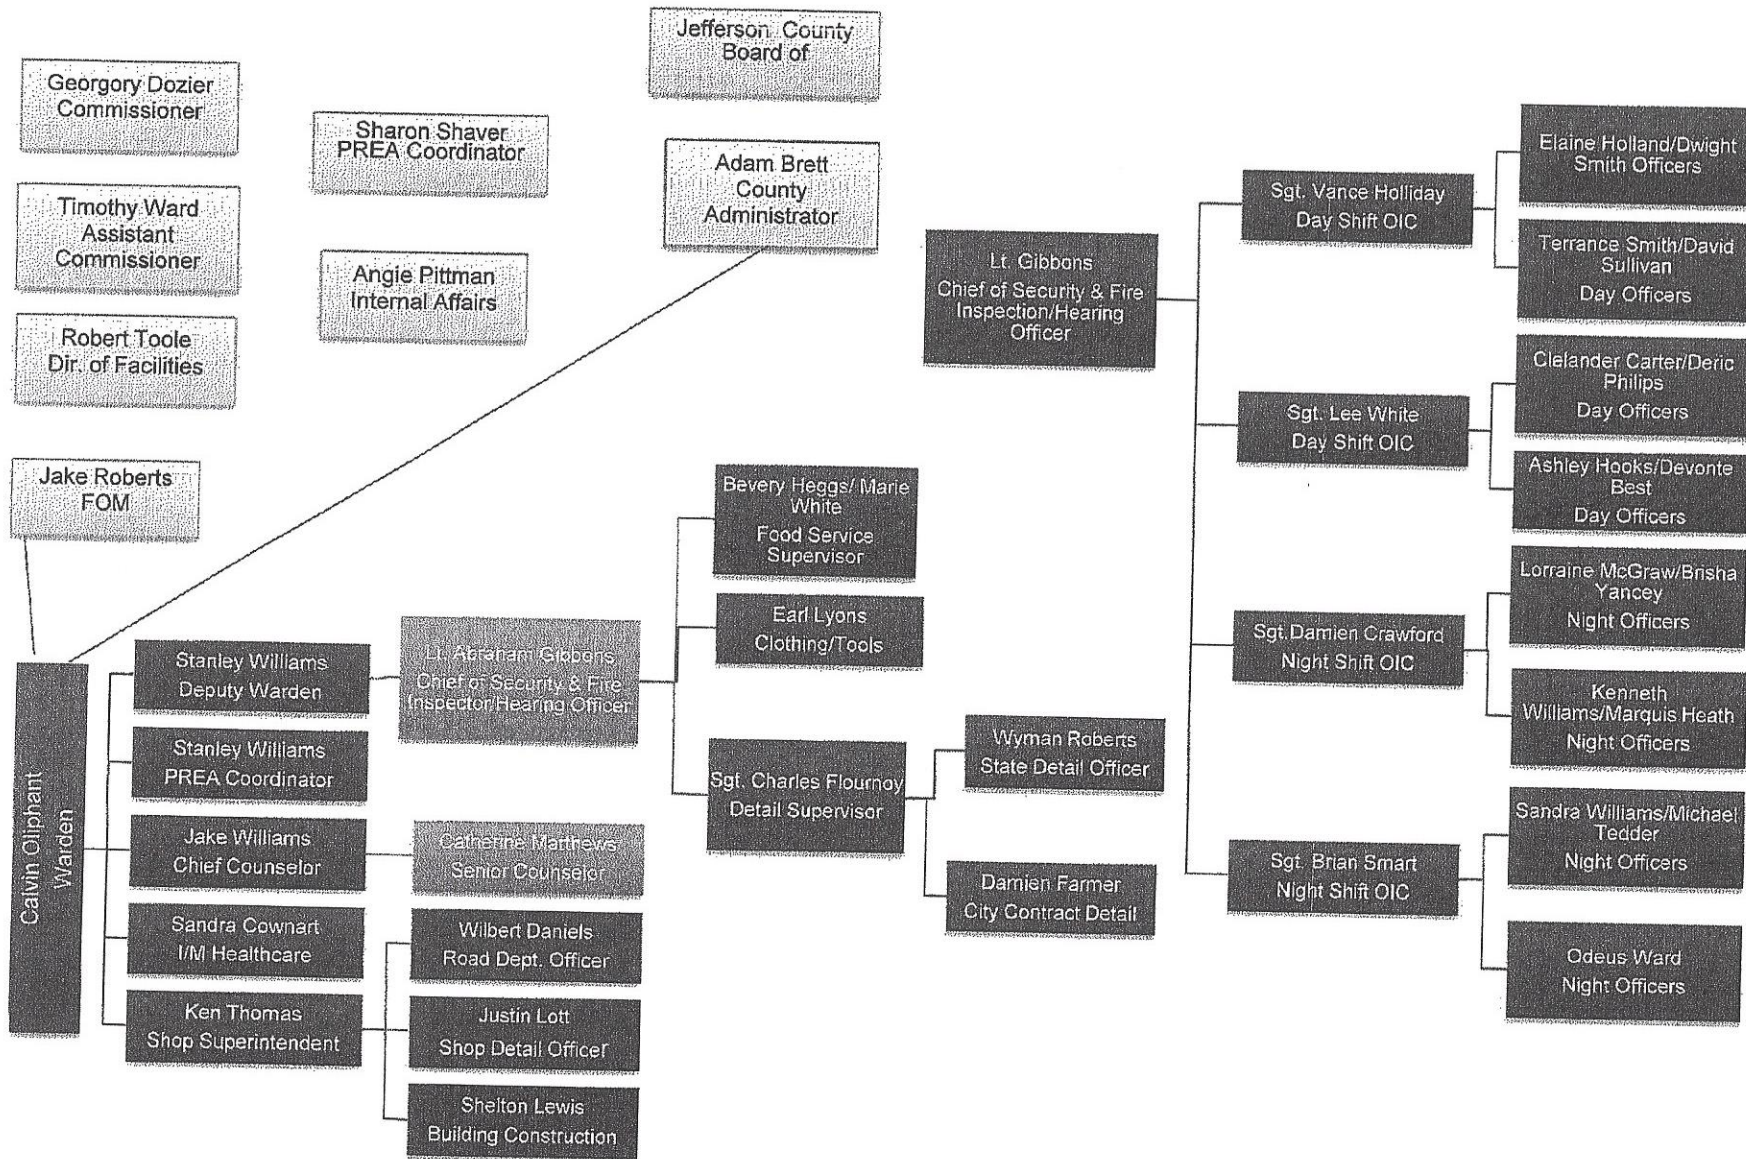 Georgory Dozier
Commissioner
Timothy Ward
Assistant
Commissioner
Robert Toole
Dir. of Facilities
Jake Roberts
FOM
Sharon Shaver
PREA Coordinator
Angie Pittman
Internal Affairs
Jefferson County
Board of
Adam Brett
County
Administrator
Calvin Oliphant
Warden
Stanley Williams
Deputy Warden
Stanley Williams
PREA Coordinator
Jake Williams
Chief Counselor
Sandra Cownart
I/M Healthcare
Ken Thomas
Shop Superintendent
Lt. Abraham Gibbons
Chief of Security & Fire
Inspector/Hearing Officer
Catherine Matthews
Senior Counselor
Wilbert Daniels
Road Dept. Officer
Justin Lott
Shop Detail Officer
Shelton Lewis
Building Construction
Bevery Heggs/ Marie
White
Food Service
Supervisor
Earl Lyons
Clothing/Tools
Sgt. Charles Flournoy
Detail Supervisor
Wyman Roberts
State Detail Officer
Damien Farmer
City Contract Detail
Lt. Gibbons
Chief of Security & Fire
Inspection/Hearing
Officer
Sgt. Vance Holliday
Day Shift OIC
Elaine Holland/Dwight
Smith Officers
Terrance Smith/David
Sullivan
Day Officers
Sgt. Lee White
Day Shift OIC
Clelander Carter/Deric
Philips
Day Officers
Ashley Hooks/Devonte
Best
Day Officers
Sgt.Damien Crawford
Night Shift OIC
Lorraine McGraw/Brisha
Yancey
Night Officers
Kenneth
Williams/Marquis Heath
Night Officers
Sgt. Brian Smart
Night Shift OIC
Sandra Williams/Michael
Tedder
Night Officers
Odeus Ward
Night Officers